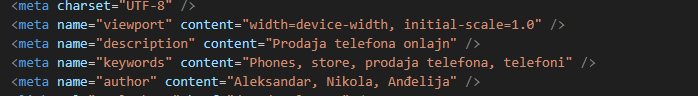 <meta charset="UTF-8" />
<meta name="viewport" content="width=device-width, initial-scale=1.0" />
<meta name="description" content="Prodaja telefona onlajn" />
<meta name="keywords" content="Phones, store, prodaja telefona, telefoni" />
<meta name="author" content="Aleksandar, Nikola, Anđelija" />